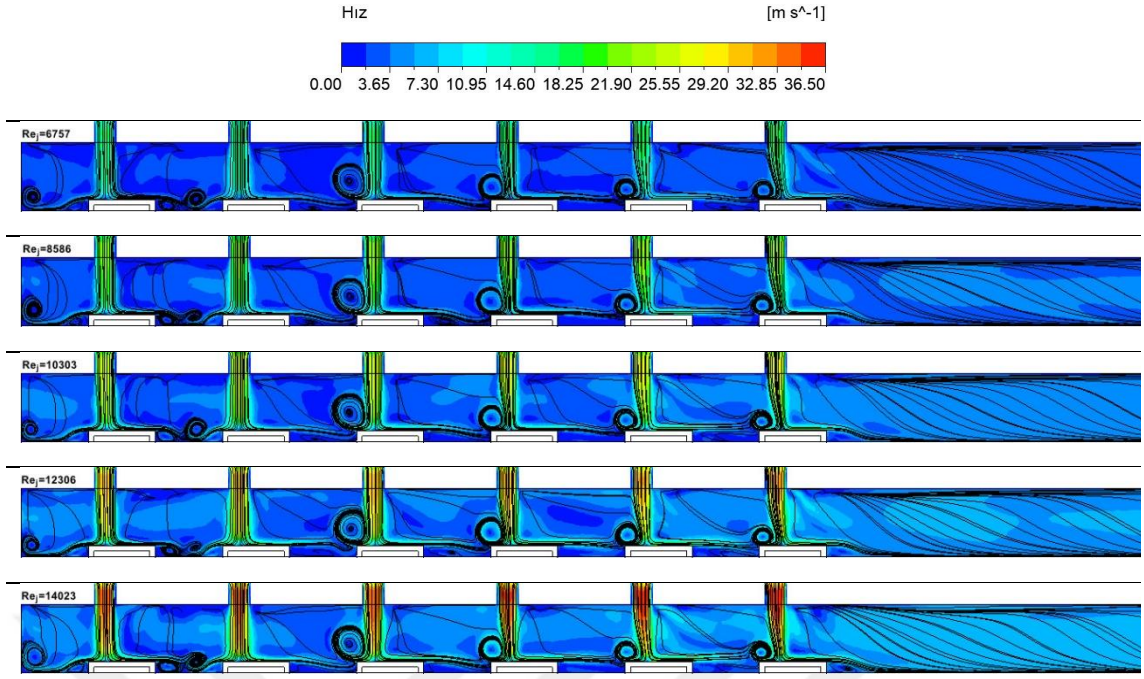 Hız [m s^-1]
0.00 3.65 7.30 10.95 14.60 18.25 21.90 25.55 29.20 32.85 36.50
Rej=6757
Rej=8586
Rej=10303
Rej=12306
Rej=14023